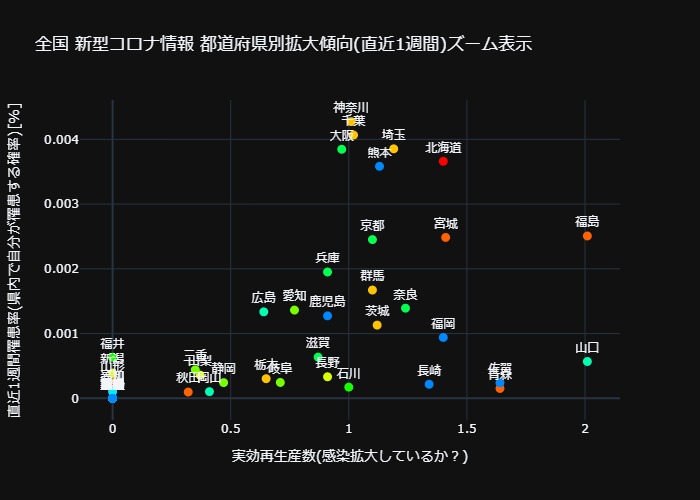 全国 新型コロナ情報 都道府県別拡大傾向(直近1週間)ズーム表示
直近1週間罹患率(県内で自分が罹患する確率)[%]
神奈川
千葉
大阪
埼玉
熊本
北海道
0.004
0.003
京都
宮城
福島
兵庫
0.002
群馬
広島
愛知
鹿児島
奈良
茨城
福岡
0.001
福井
新潟
山形
高知
三重
山梨
静岡
秋田
岡山
栃木
岐阜
滋賀
長野
石川
長崎
佐賀
青森
山口
0
0
0.5
1
1.5
2
実効再生産数(感染拡大しているか？)